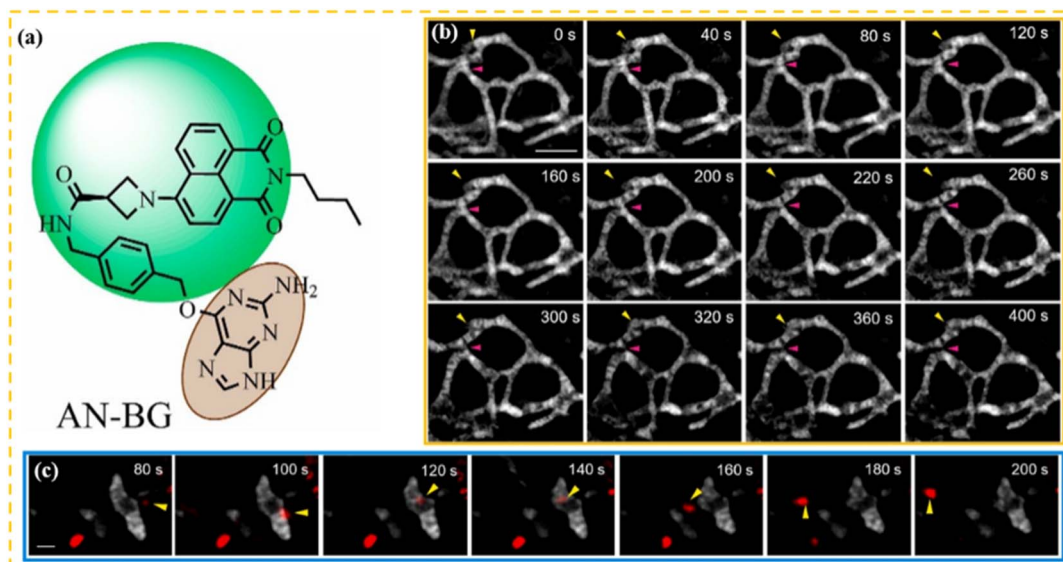 (a)
O
HN
N
O
N
O
O
N
NH₂
N
N
NH
AN-BG
(b)
0 s
40 s
80 s
120 s
160 s
200 s
220 s
260 s
300 s
320 s
360 s
400 s
(c)
80 s
100 s
120 s
140 s
160 s
180 s
200 s